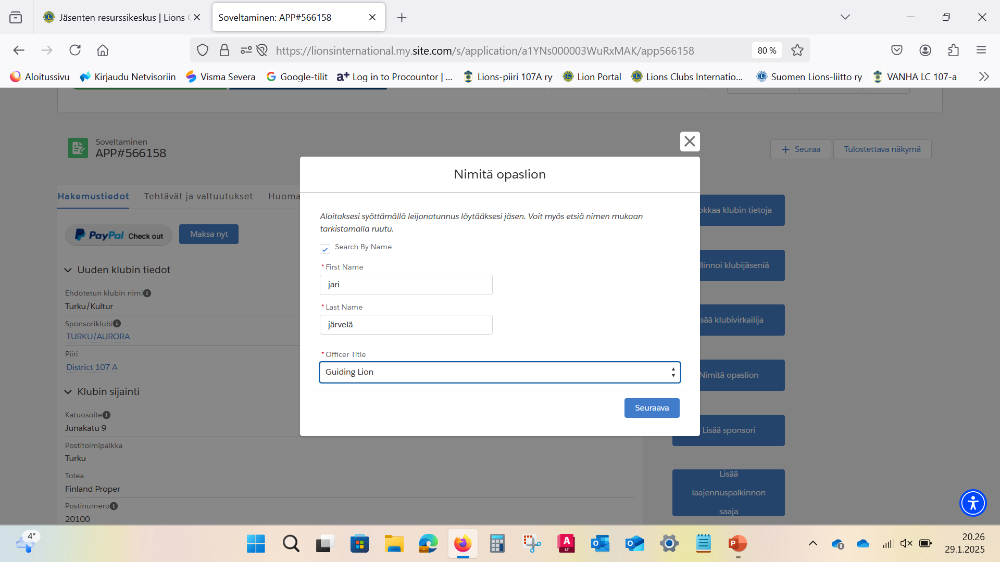 Jäsenten resurssikeskus | Lions
Soveltaminen: APP#566158
https://lionsinternational.my.site.com/s/application/a1YNs000003WuRxMAK/app566158
80 %
Aloitussivu
Kirjaudu Netvisoriin
Visma Severa
Google-tilit
Log in to Procountor | ...
Lions-piiri 107A ry
Lion Portal
Lions Clubs Internatio...
Suomen Lions-liitto ry
VANHA LC 107-a
Soveltaminen
APP#566158
Seuraa
Tulostettava näkymä
Nimitä opaslion
Hakemustiedot
Tehtävät ja valtuutukset
Huoma
Aloitaksesi syöttämällä leijonatunnus löytääksesi jäsen. Voit myös etsiä nimen mukaan
tarkistamalla ruutu.
Search By Name
* First Name
jari
* Last Name
järvelä
* Officer Title
Guiding Lion
Seuraava
PayPal Check out
Maksa nyt
Uuden klubin tiedot
Ehdotetun klubin nimi
Turku/Kultur
Sponsoriklubi
TURKU/AURORA
Piiri
District 107 A
Klubin sijainti
Katuosoite
Junakatu 9
Postitoimipaikka
Turku
Totea
Finland Proper
Postinumero
20100
okkaa klubin tietoja
llinnoi klubijäseniä
sää klubivirkailija
Nimitä opaslion
Lisää sponsori
Lisää
laajennuspalkinnon
saaja
4°
20.26
29.1.2025